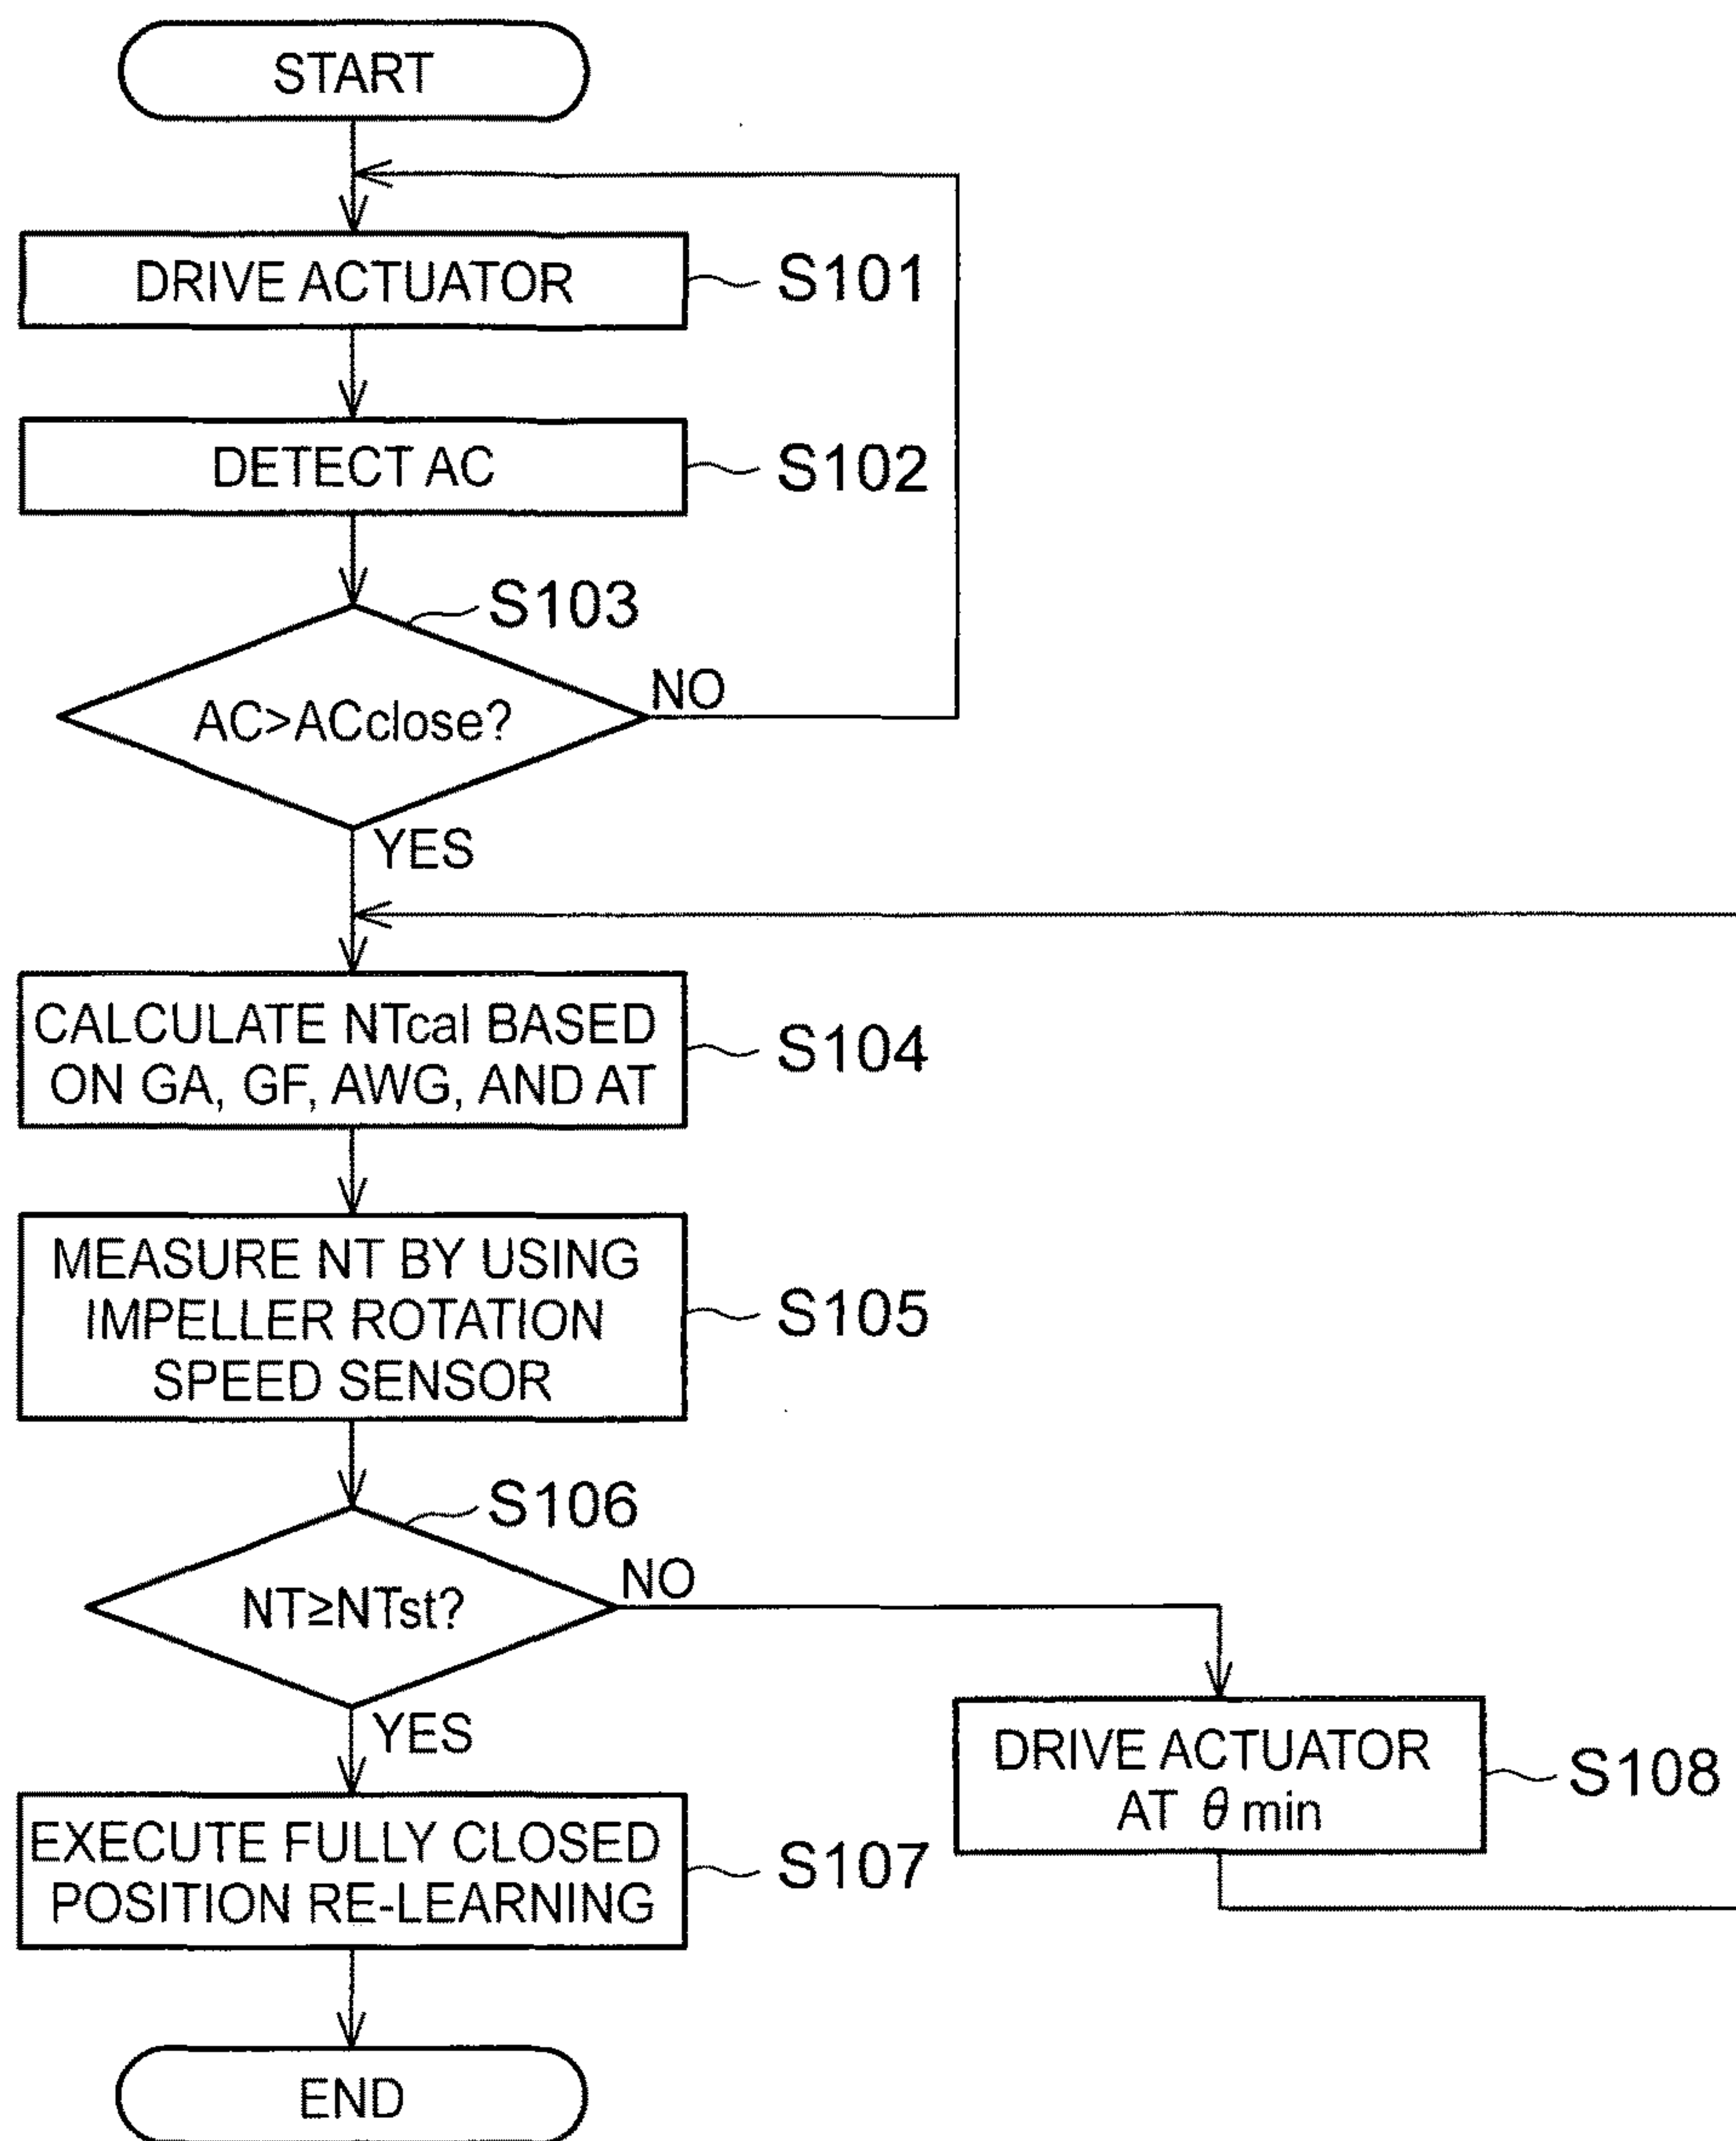 START
DRIVE ACTUATOR
S101
DETECT AC
S102
S103
AC>ACclose?
NO
YES
CALCULATE NTcal BASED
ON GA, GF, AWG, AND AT
S104
MEASURE NT BY USING
IMPELLER ROTATION
SPEED SENSOR
S105
S106
NT≥NTst?
NO
YES
DRIVE ACTUATOR
AT θ min
S108
EXECUTE FULLY CLOSED
POSITION RE-LEARNING
S107
END